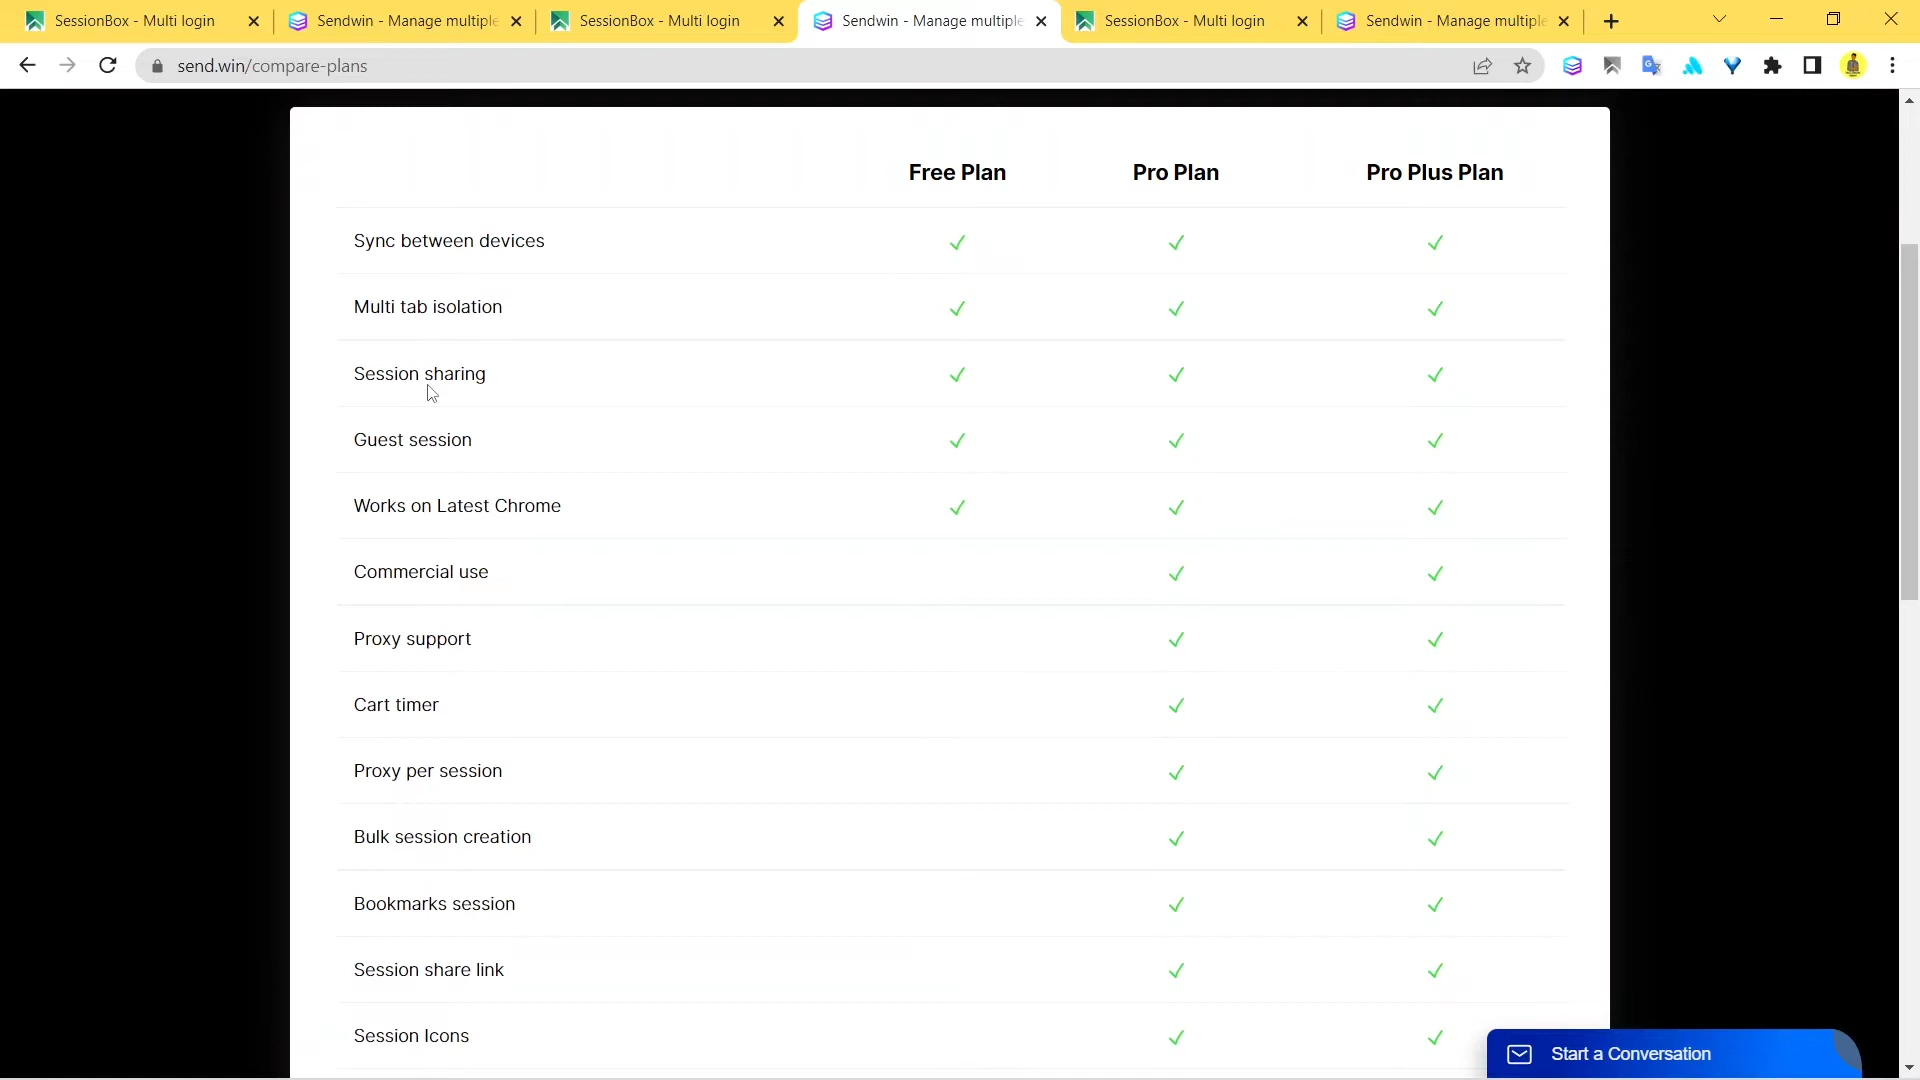 SessionBox - Multi login
Sendwin - Manage multiple
SessionBox - Multi login
Sendwin - Manage multiple
SessionBox - Multi login
Sendwin - Manage multiple
send.win/compare-plans
Free Plan Pro Plan Pro Plus Plan
Sync between devices
Multi tab isolation
Session sharing
Guest session
Works on Latest Chrome
Commercial use
Proxy support
Cart timer
Proxy per session
Bulk session creation
Bookmarks session
Session share link
Session Icons
Start a Conversation